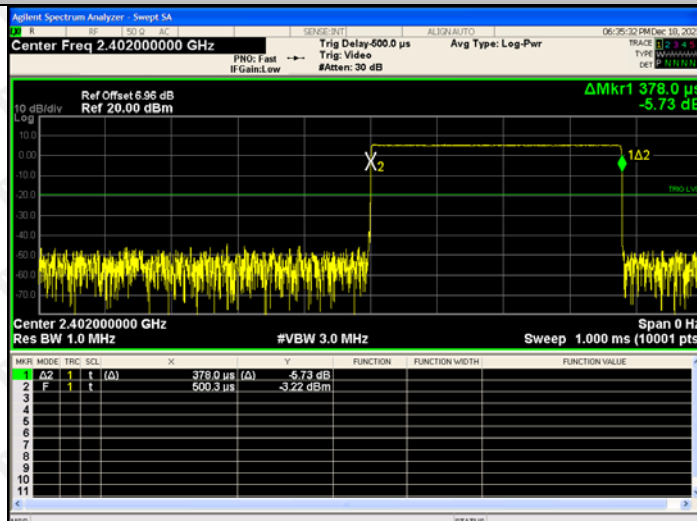 Agilent Spectrum Analyzer - Swept SA
R RF 50 Ω AC SENSE:INT ALIGNAUTO 06:35:32 PM Dec 18, 202
Center Freq 2.402000000 GHz
Trig Delay-500.0 µs Avg Type: Log-Pwr TRACE 1 2 3 4 5
PNO: Fast Trig: Video TYPE
IFGain:Low #Atten: 30 dB DET P N N N N
ΔMkr1 378.0 µs
-5.73 dB
Ref Offset 6.96 dB
10 dB/div Ref 20.00 dBm
Log
10.0
0.00
-10.0
-20.0
-30.0
-40.0
-50.0
-60.0
-70.0
2
1Δ2
TRIG LVL
Center 2.402000000 GHz Span 0 Hz
Res BW 1.0 MHz #VBW 3.0 MHz Sweep 1.000 ms (10001 pts
MKR MODE TRC SCL X Y FUNCTION FUNCTION WIDTH FUNCTION VALUE
1 Δ2 1 t (Δ) 378.0 µs (Δ) -5.73 dB
2 F 1 t 500.3 µs -3.22 dBm
3
4
5
6
7
8
9
10
11
MSG STATUS